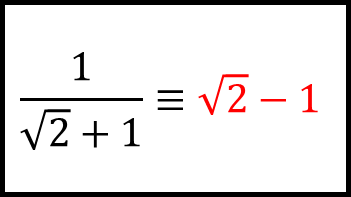 1
√2 + 1 ≡ √2 − 1